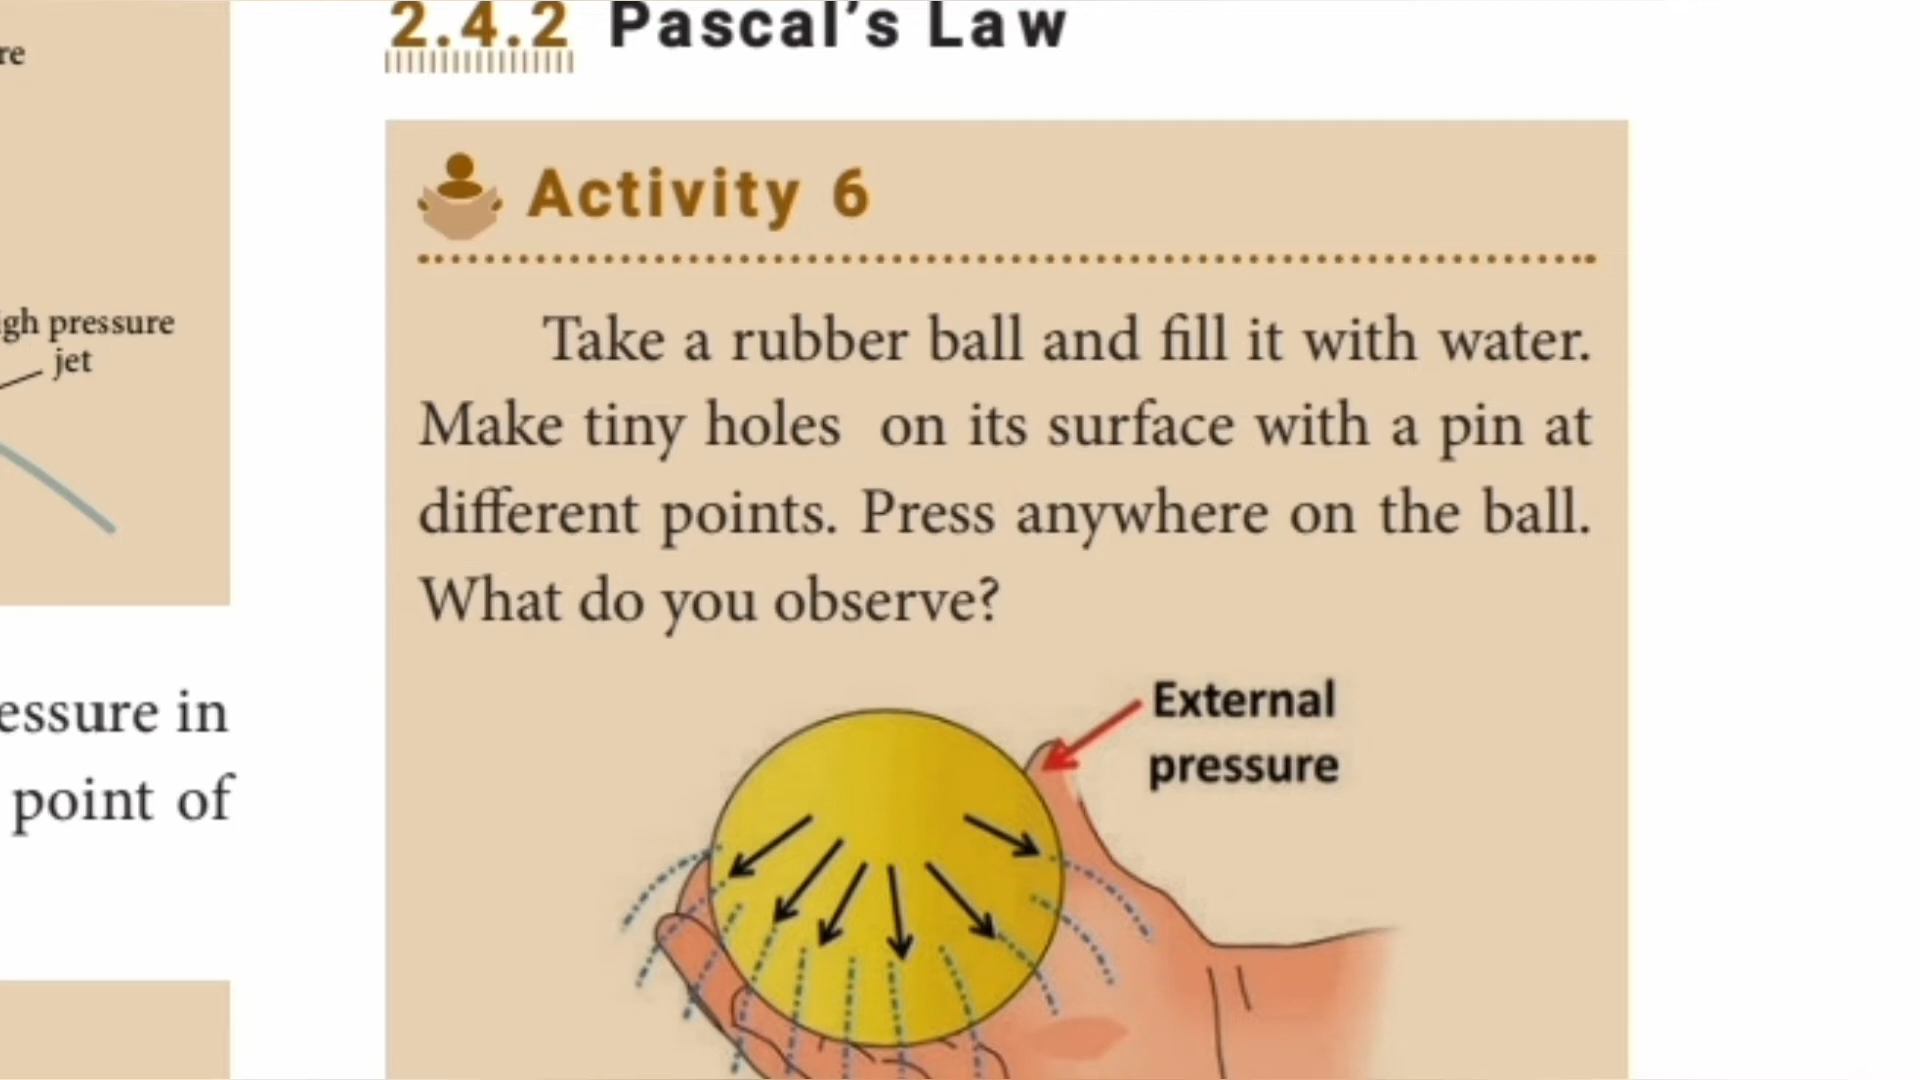 re
igh pressure
jet
essure in
point of
2.4.2 Pascal's Law
Activity 6
Take a rubber ball and fill it with water.
Make tiny holes on its surface with a pin at
different points. Press anywhere on the ball.
What do you observe?
External
pressure